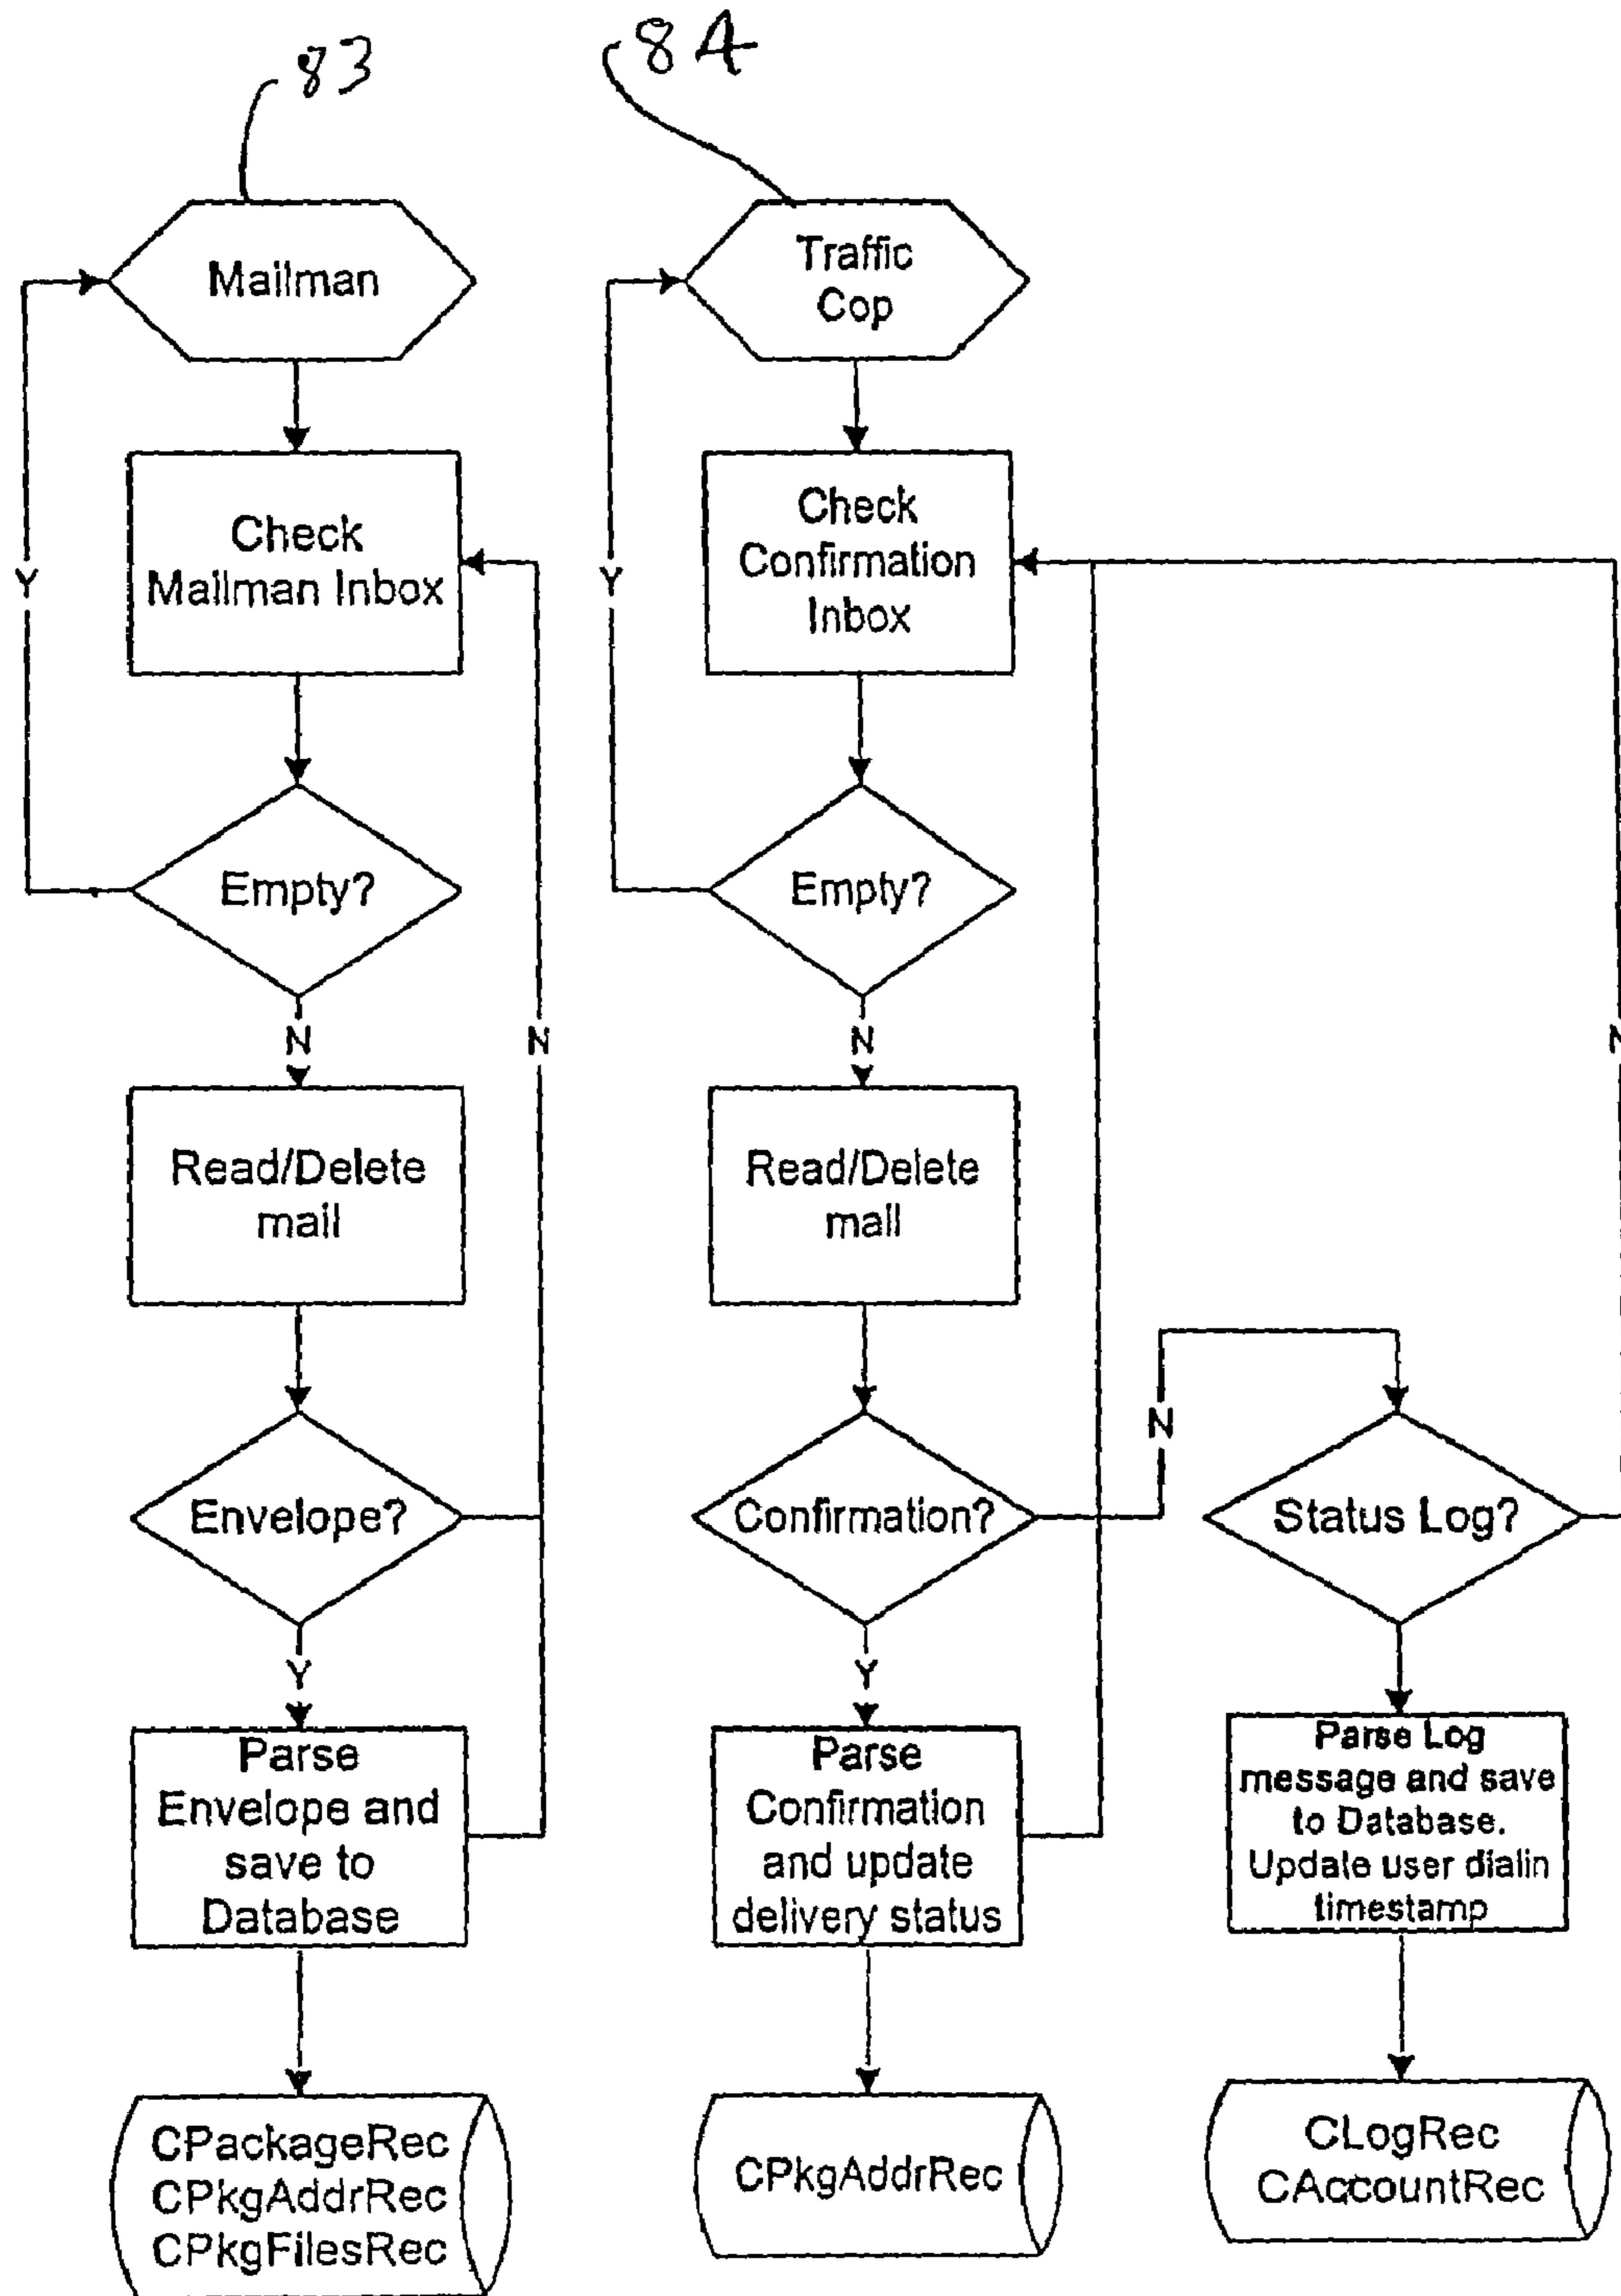 83
84
Mailman
Traffic
Cop
Check
Mailman Inbox
Y
Check
Confirmation
Inbox
Y
Empty?
Empty?
N
N
N
N
Read/Delete
mail
Read/Delete
mail
Envelope?
Confirmation?
N
Status Log?
Y
Y
Parse
Envelope and
save to
Database
Parse
Confirmation
and update
delivery status
Parse Log
message and save
to Database.
Update user dialin
timestamp
CPackageRec
CPkgAddrRec
CPkgFilesRec
CPkgAddrRec
CLogRec
CAccountRec